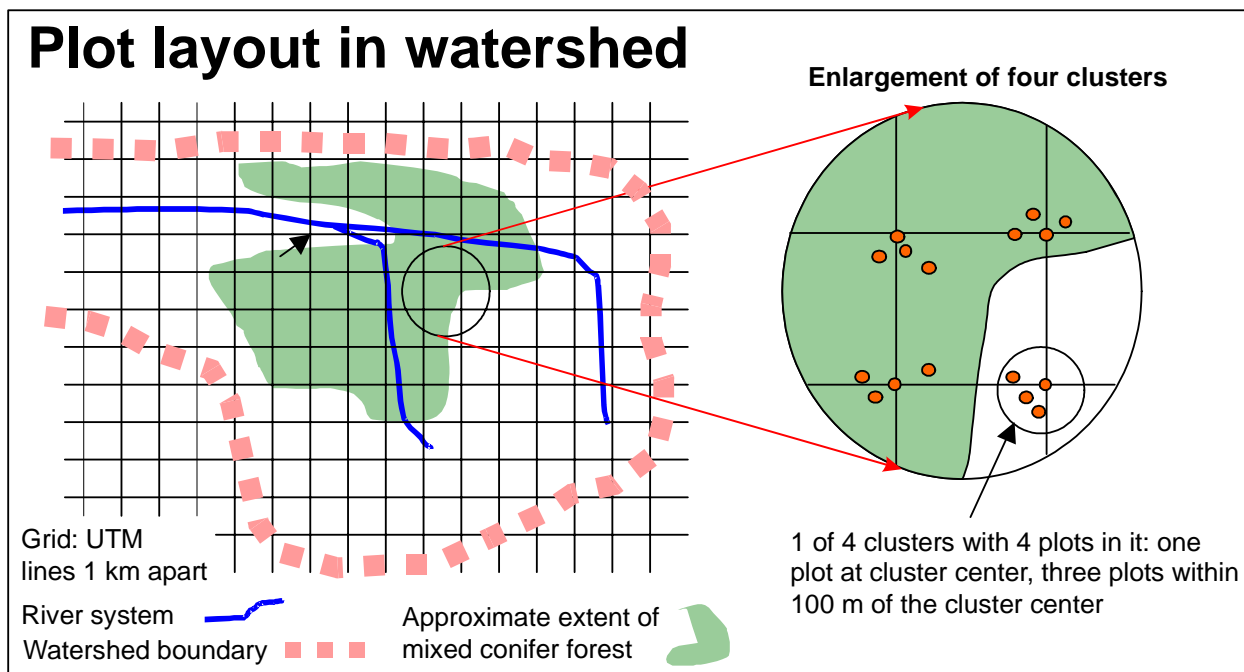 Plot layout in watershed
Enlargement of four clusters
Grid: UTM
lines 1 km apart
River system
Watershed boundary
Approximate extent of
mixed conifer forest
1 of 4 clusters with 4 plots in it: one
plot at cluster center, three plots within
100 m of the cluster center